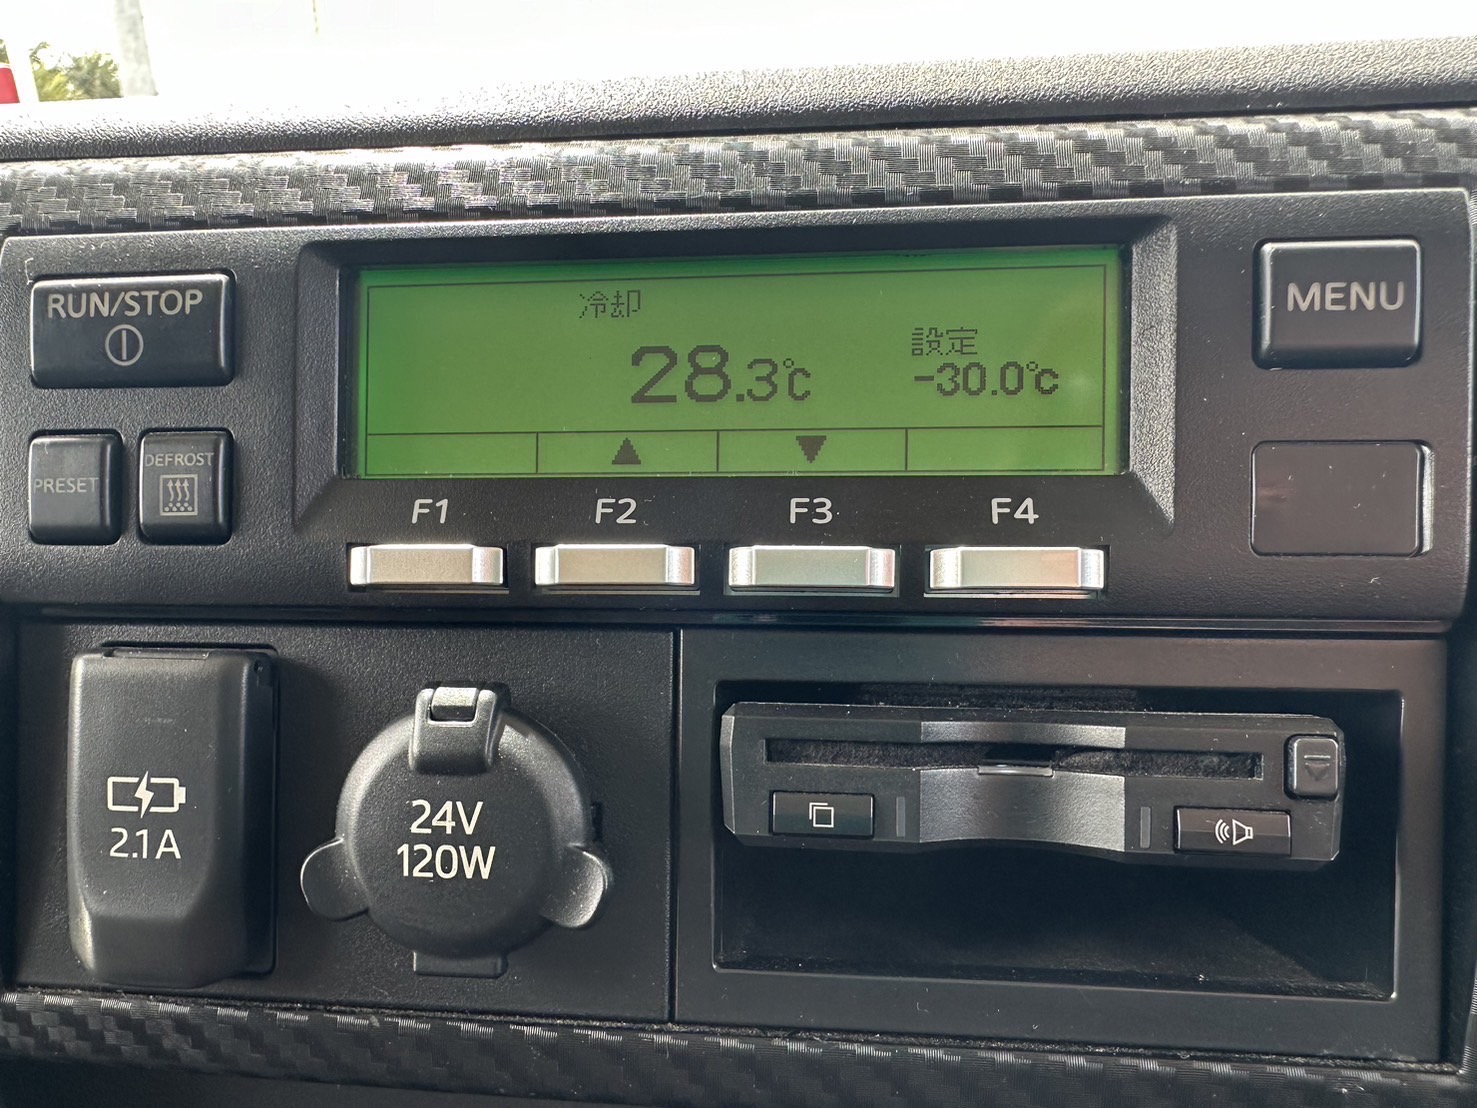 RUN/STOP
冷却
28.3℃
設定
-30.0℃
MENU
PRESET
DEFROST
F1
F2
F3
F4
2.1A
24V
120W